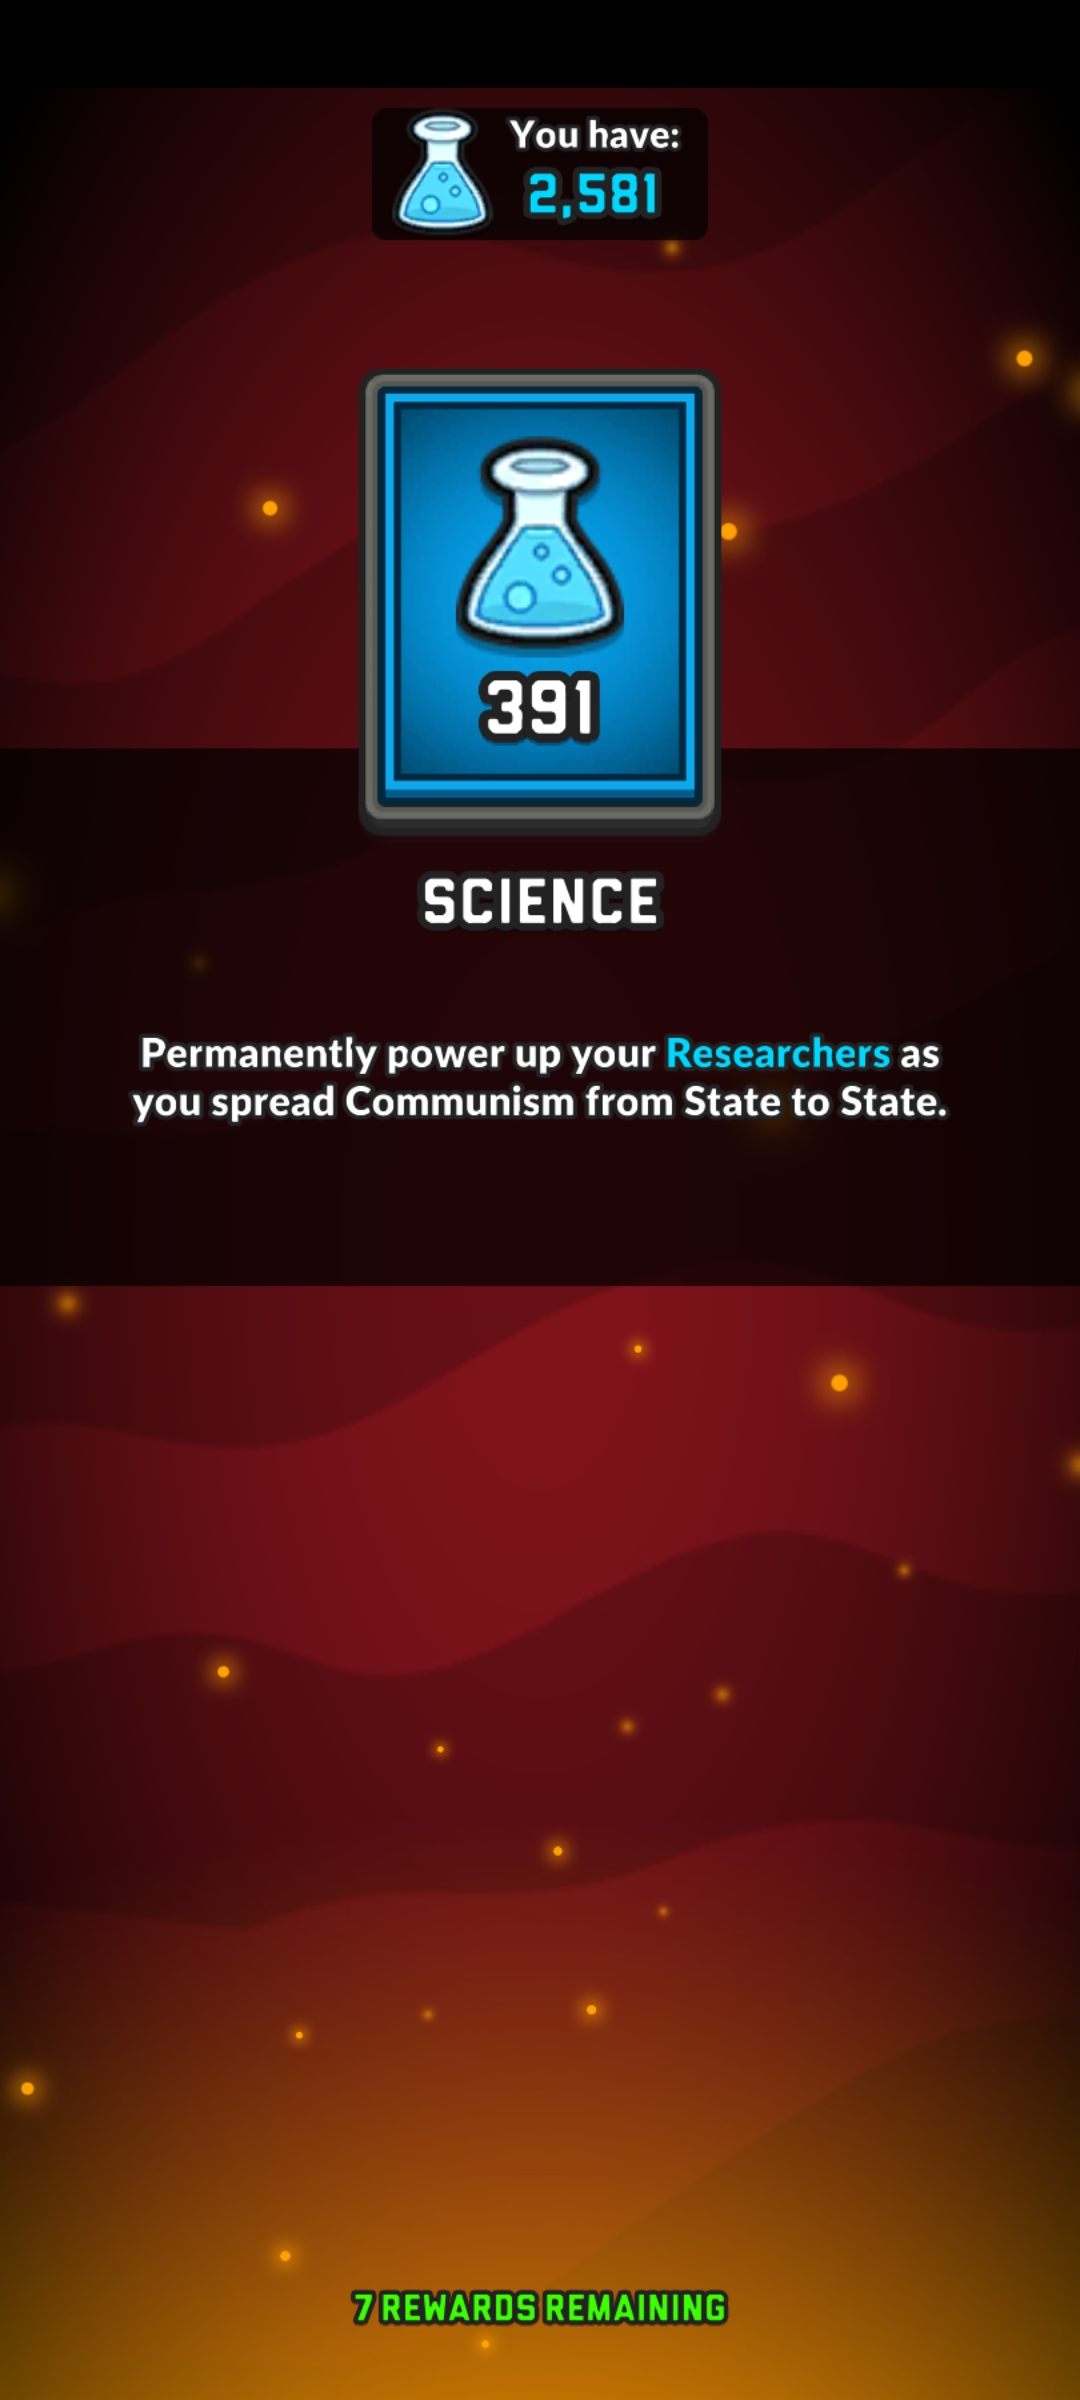 You have:
2,581
391
SCIENCE
Permanently power up your Researchers as
you spread Communism from State to State.
7 REWARDS REMAINING